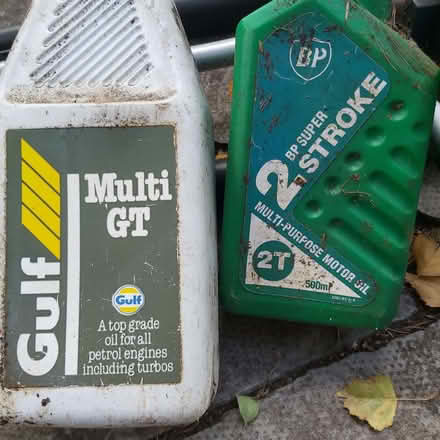 Gulf
Multi
GT
Gulf
A top grade
oil for all
petrol engines
including turbos
BP
2 BP SUPER
STROKE
MULTI-PURPOSE MOTOR OIL
2T
500ml